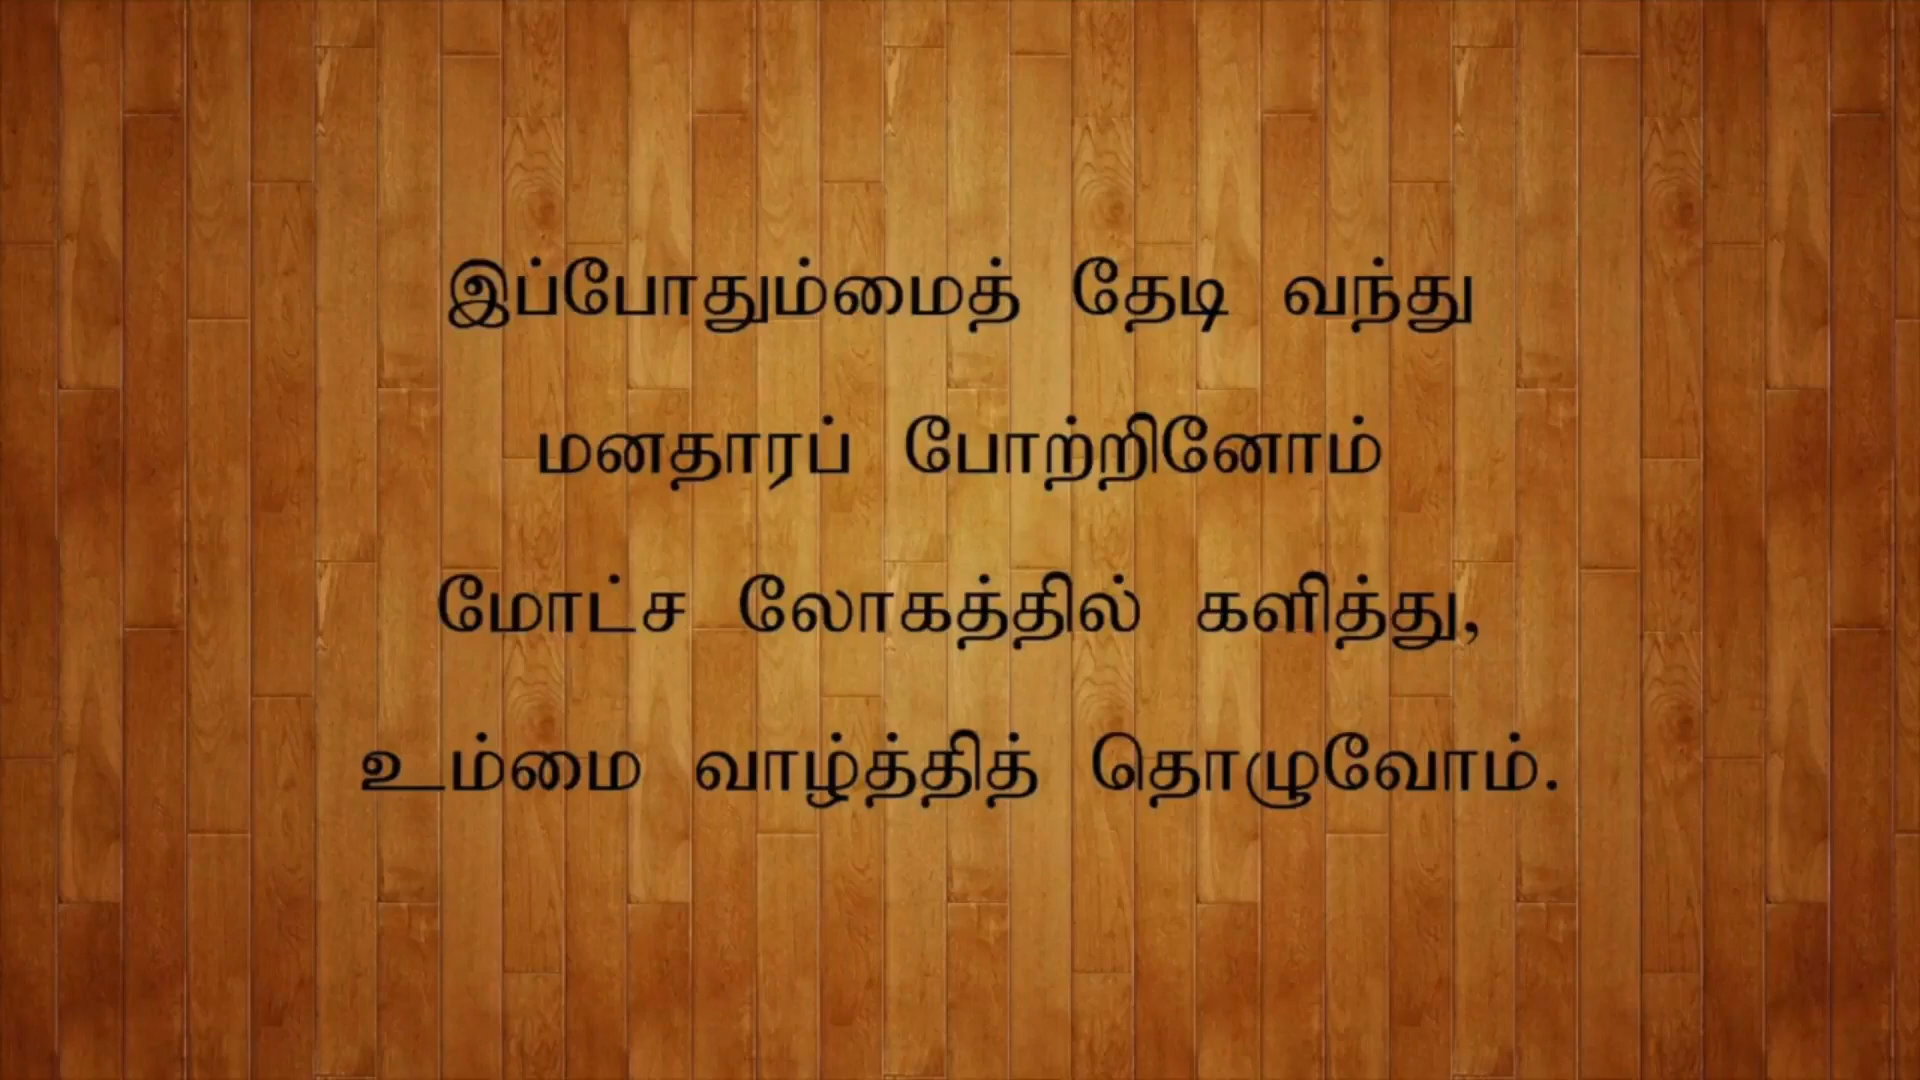 இப்போதும்மைத் தேடி வந்து
மனதாரப் போற்றினோம்
மோட்ச லோகத்தில் களித்து,
உம்மை வாழ்த்தித் தொழுவோம்.